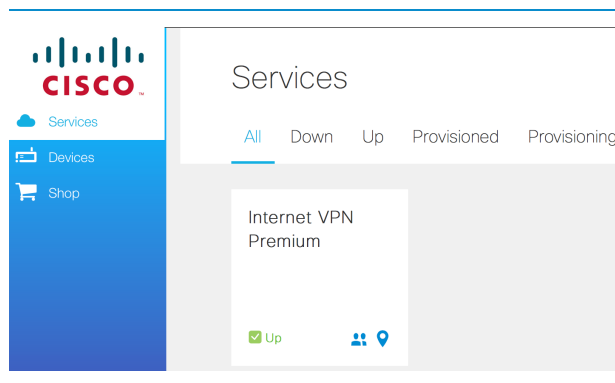 CISCO
Services
Devices
Shop
Services
All Down Up Provisioned Provisioning
Internet VPN
Premium
Up